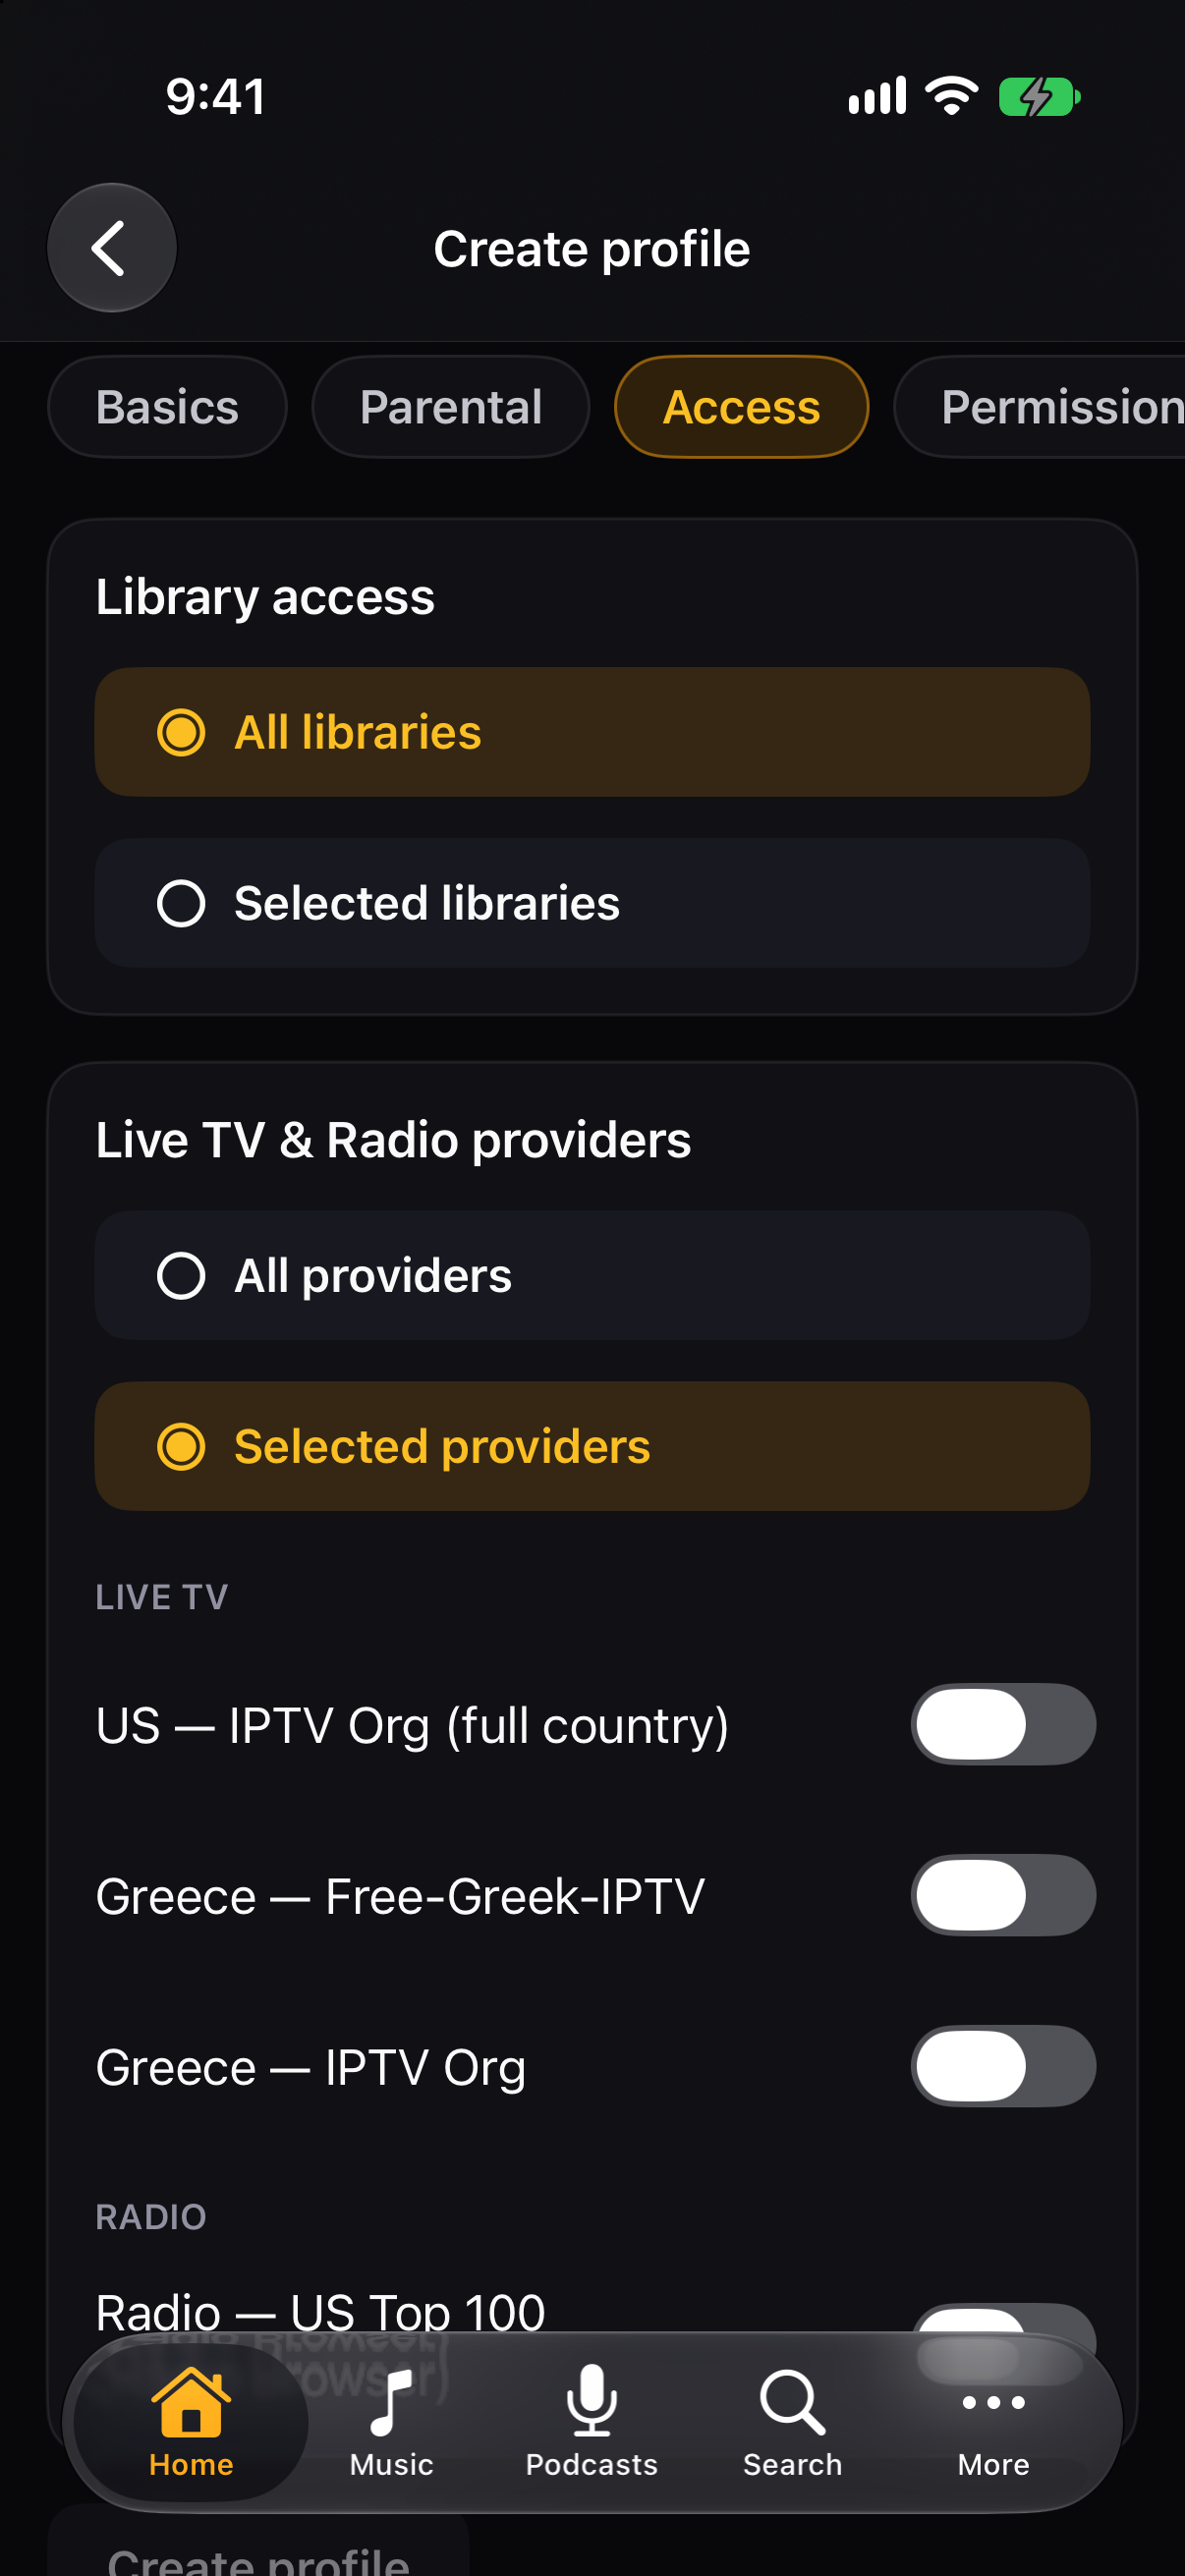 9:41
Create profile
Basics
Parental
Access
Permission
Library access
All libraries
Selected libraries
Live TV & Radio providers
All providers
Selected providers
LIVE TV
US — IPTV Org (full country)
Greece — Free-Greek-IPTV
Greece — IPTV Org
RADIO
Radio — US Top 100
Browser)
Home
Music
Podcasts
Search
More
Create profile